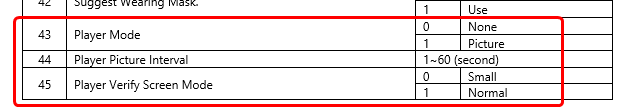 42 Suggest Wearing Mask. 1 Use
43 Player Mode 0 None
1 Picture
44 Player Picture Interval 1~60 (second)
45 Player Verify Screen Mode 0 Small
1 Normal